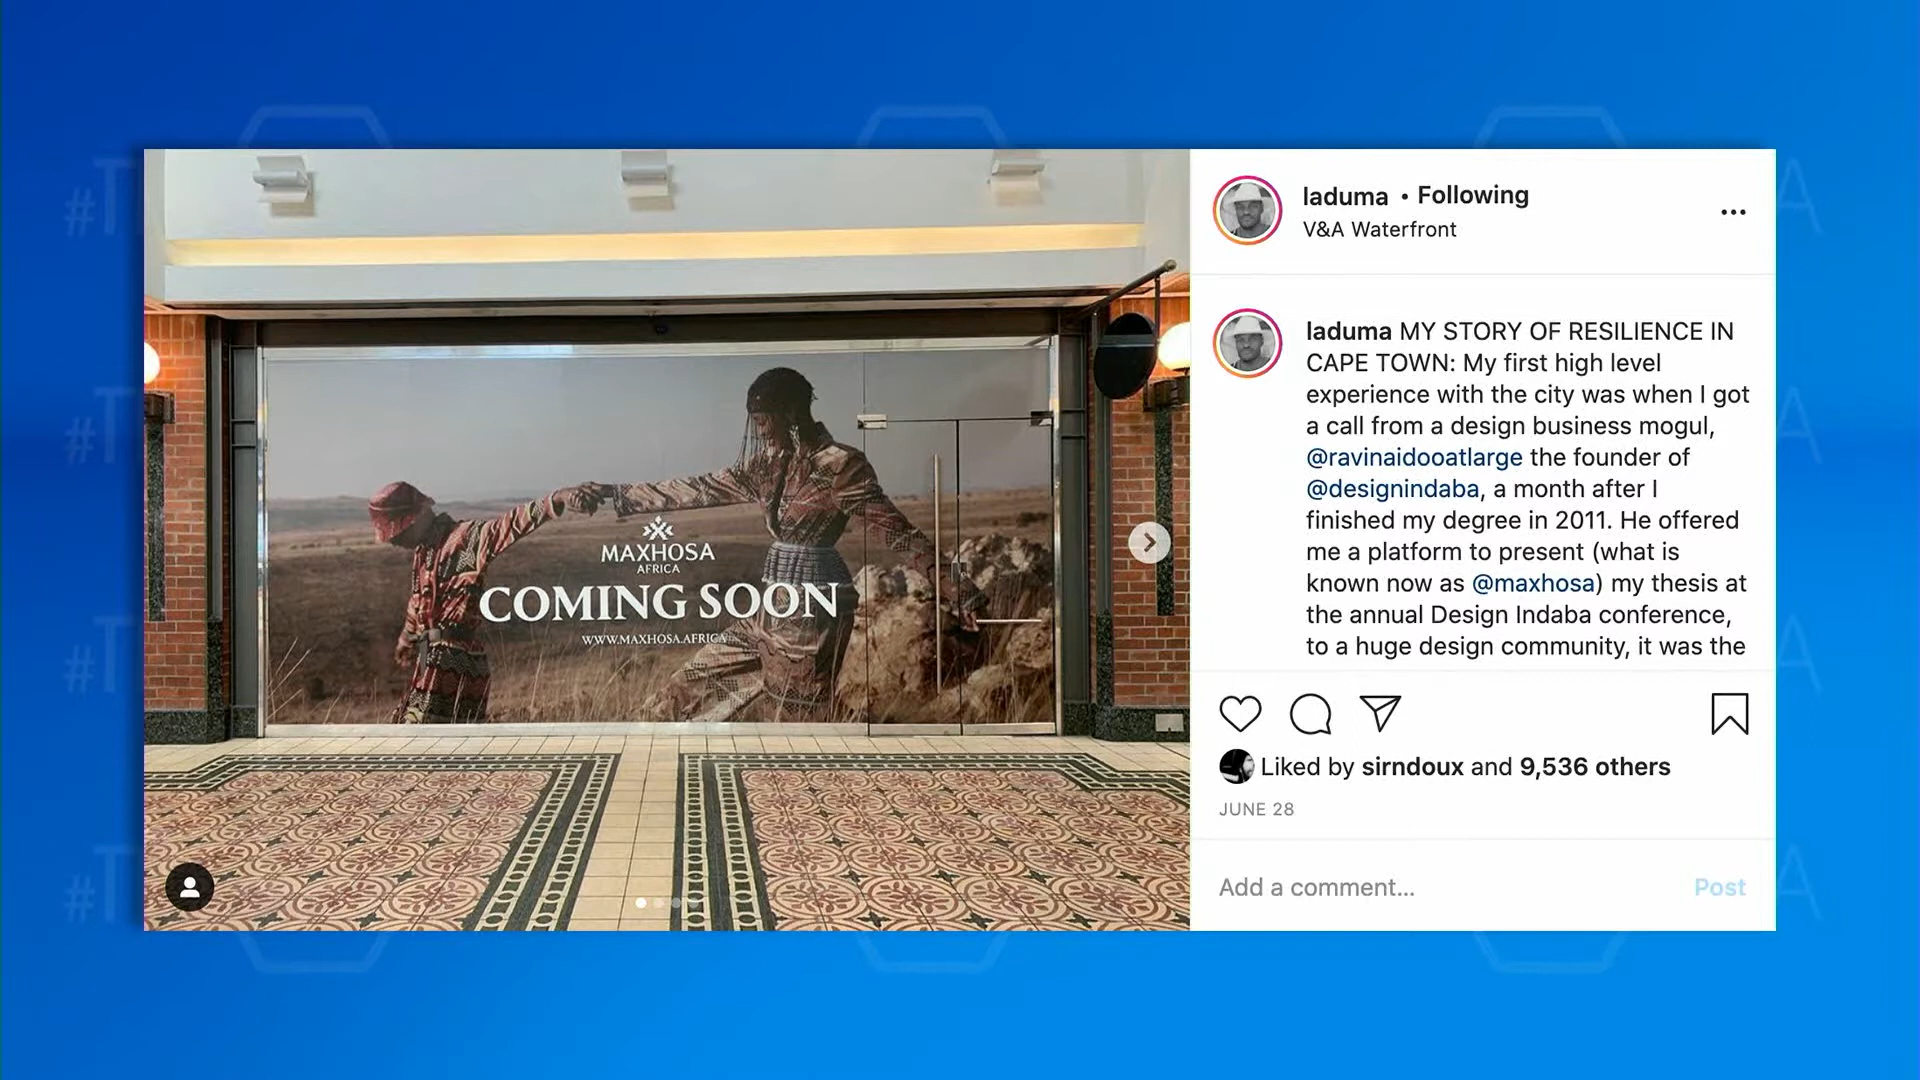 laduma • Following
V&A Waterfront
laduma MY STORY OF RESILIENCE IN
CAPE TOWN: My first high level
experience with the city was when I got
a call from a design business mogul,
@ravinaidooatlarge the founder of
@designindaba, a month after I
finished my degree in 2011. He offered
me a platform to present (what is
known now as @maxhosa) my thesis at
the annual Design Indaba conference,
to a huge design community, it was the
Liked by sirndoux and 9,536 others
JUNE 28
Add a comment...
Post
MAXHOSA
AFRICA
COMING SOON
WWW.MAXHOSA.AFRICA